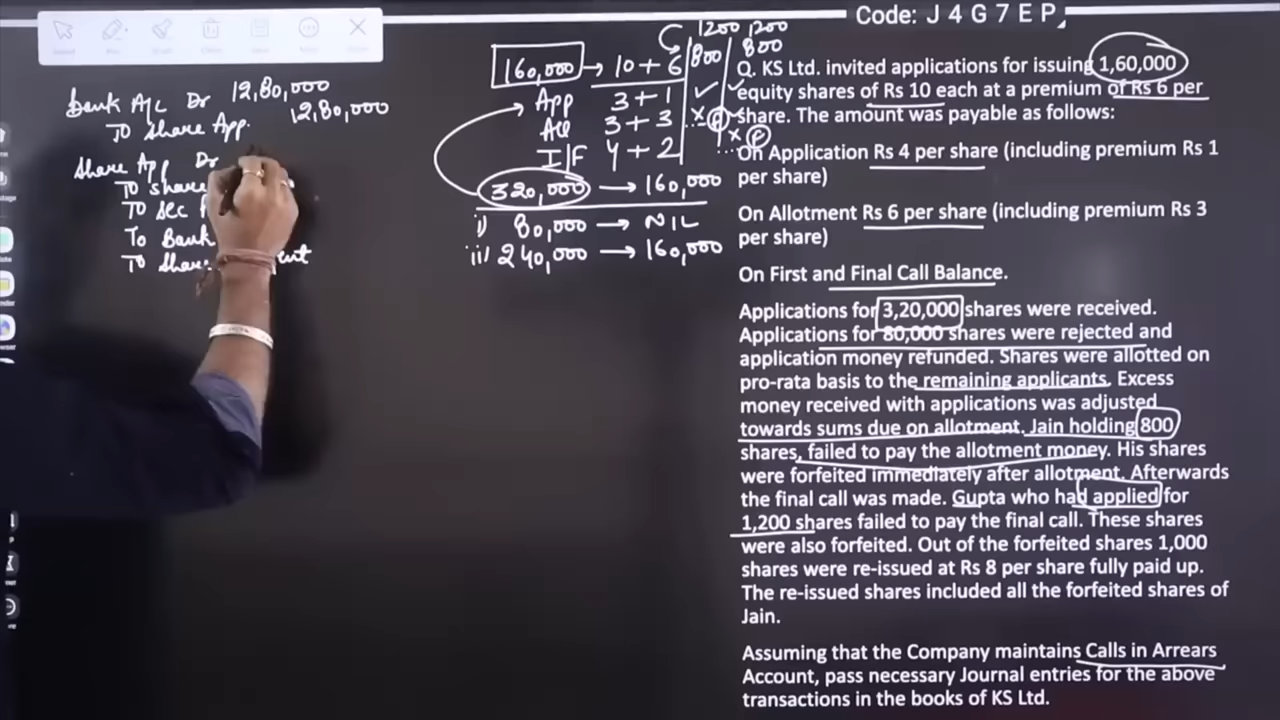 Code: J 4 G 7 E P
Bank A/c Dr 12,80,000
To Share App. 12,80,000
Share App Dr
To share
To Sec
To Bank
To Shar
1200 1200
160,000 → 10 + 6 800 800
App 3 + 1 ✓ ✓
All 3 + 3 x F
I/F 4 + 2 x F
320,000 → 160,000
i) 80,000 → NIL
ii) 240,000 → 160,000
Q. KS Ltd. invited applications for issuing 1,60,000
equity shares of Rs 10 each at a premium of Rs 6 per
share. The amount was payable as follows:
On Application Rs 4 per share (including premium Rs 1
per share)
On Allotment Rs 6 per share (including premium Rs 3
per share)
On First and Final Call Balance.
Applications for 3,20,000 shares were received.
Applications for 80,000 shares were rejected and
application money refunded. Shares were allotted on
pro-rata basis to the remaining applicants. Excess
money received with applications was adjusted
towards sums due on allotment. Jain holding 800
shares, failed to pay the allotment money. His shares
were forfeited immediately after allotment. Afterwards
the final call was made. Gupta who had applied for
1,200 shares failed to pay the final call. These shares
were also forfeited. Out of the forfeited shares 1,000
shares were re-issued at Rs 8 per share fully paid up.
The re-issued shares included all the forfeited shares of
Jain.
Assuming that the Company maintains Calls in Arrears
Account, pass necessary Journal entries for the above
transactions in the books of KS Ltd.